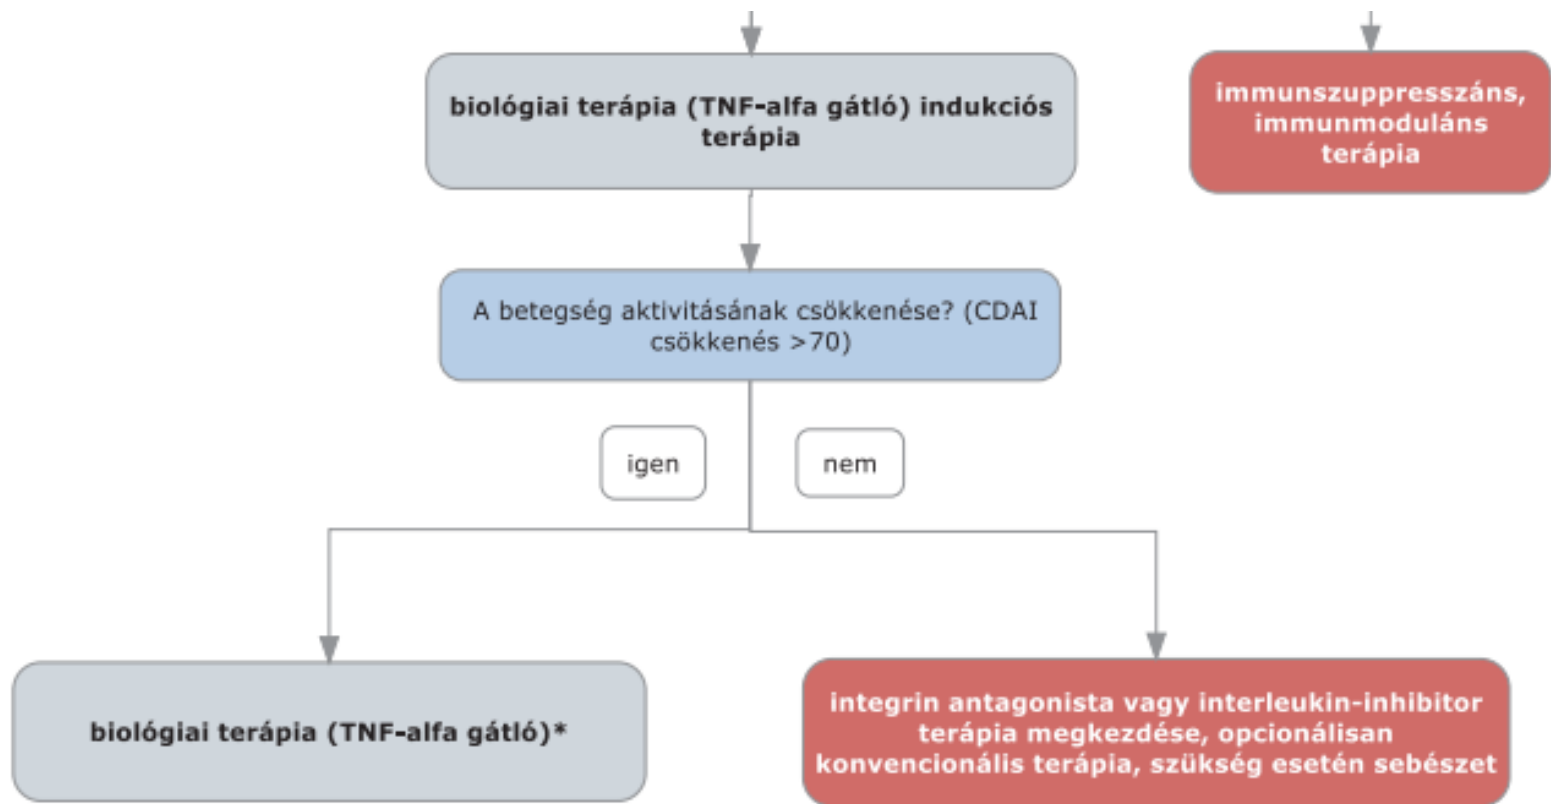 biológiai terápia (TNF-alfa gátló) indukciós
terápia
immunszuppresszáns,
immunmoduláns
terápia
A betegség aktivitásának csökkenése? (CDAI
csökkenés >70)
igen
nem
biológiai terápia (TNF-alfa gátló)*
integrin antagonista vagy interleukin-inhibitor
terápia megkezdése, opcionálisan
konvencionális terápia, szükség esetén sebészet